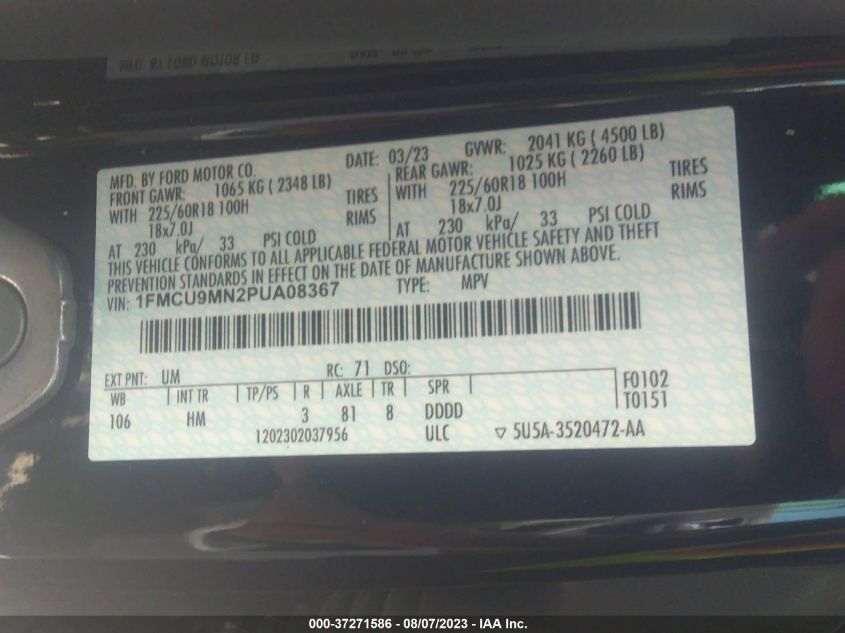 MFD. BY FORD MOTOR CO.
DATE: 03/23 GVWR: 2041 KG ( 4500 LB)
FRONT GAWR: 1065 KG ( 2348 LB) REAR GAWR: 1025 KG ( 2260 LB)
WITH 225/60R18 100H TIRES WITH 225/60R18 100H TIRES
18x7.0J RIMS 18x7.0J RIMS
AT 230 kPa/ 33 PSI COLD AT 230 kPa/ 33 PSI COLD
THIS VEHICLE CONFORMS TO ALL APPLICABLE FEDERAL MOTOR VEHICLE SAFETY AND THEFT
PREVENTION STANDARDS IN EFFECT ON THE DATE OF MANUFACTURE SHOWN ABOVE.
VIN: 1FMCU9MN2PUA08367 TYPE: MPV
EXT PNT: UM RC: 71 DSO:
WB INT TR TP/PS R AXLE TR SPR F0102
106 HM 3 81 8 DDDD T0151
1202302037956 ULC ▽ 5U5A-3520472-AA
000-37271586 - 08/07/2023 - IAA Inc.